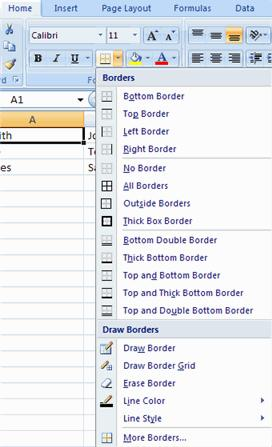 Home Insert Page Layout Formulas Data
Calibri 11 A A
B I U A
A1
Borders
Bottom Border
Top Border
Left Border
Right Border
No Border
All Borders
Outside Borders
Thick Box Border
Bottom Double Border
Thick Bottom Border
Top and Bottom Border
Top and Thick Bottom Border
Top and Double Bottom Border
Draw Borders
Draw Border
Draw Border Grid
Erase Border
Line Color
Line Style
More Borders...
A